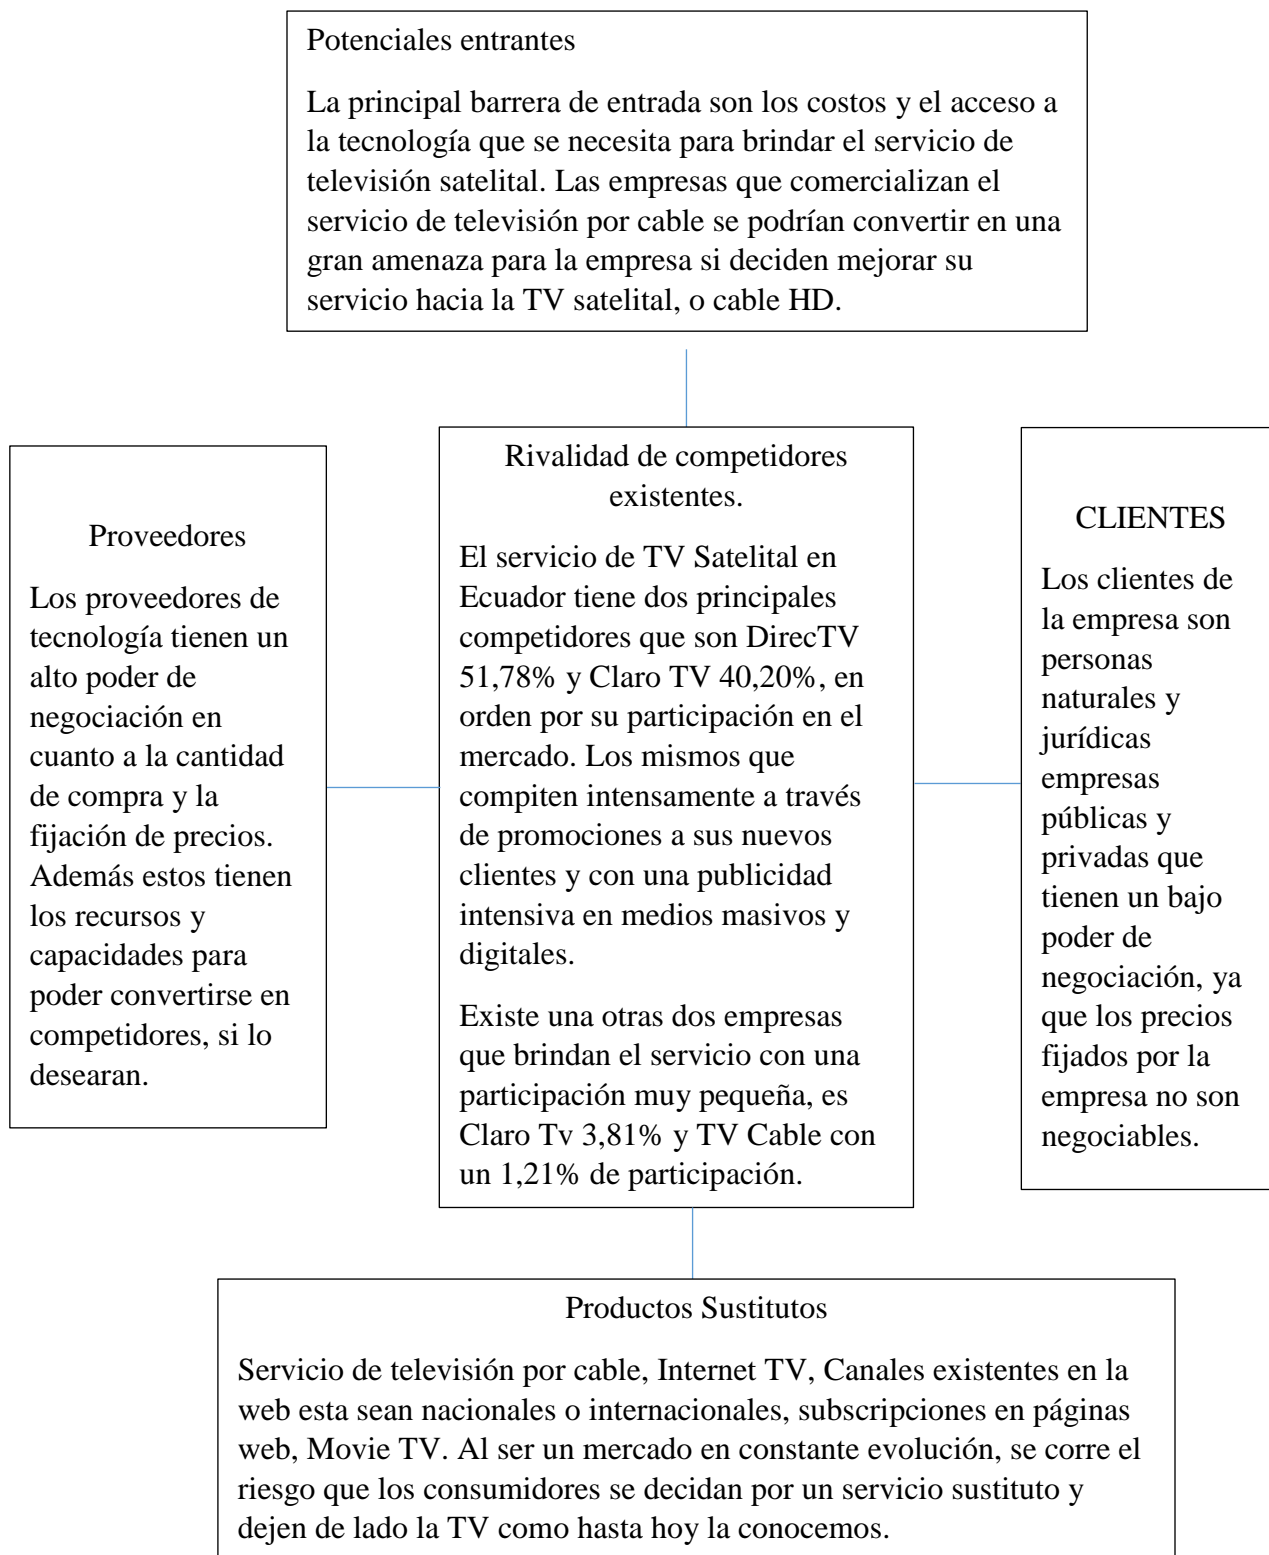 Potenciales entrantes
La principal barrera de entrada son los costos y el acceso a
la tecnología que se necesita para brindar el servicio de
televisión satelital. Las empresas que comercializan el
servicio de televisión por cable se podrían convertir en una
gran amenaza para la empresa si deciden mejorar su
servicio hacia la TV satelital, o cable HD.
Proveedores
Los proveedores de
tecnología tienen un
alto poder de
negociación en
cuanto a la cantidad
de compra y la
fijación de precios.
Además estos tienen
los recursos y
capacidades para
poder convertirse en
competidores, si lo
desearan.
Rivalidad de competidores
existentes.
El servicio de TV Satelital en
Ecuador tiene dos principales
competidores que son DirecTV
51,78% y Claro TV 40,20%, en
orden por su participación en el
mercado. Los mismos que
compiten intensamente a través
de promociones a sus nuevos
clientes y con una publicidad
intensiva en medios masivos y
digitales.
Existe una otras dos empresas
que brindan el servicio con una
participación muy pequeña, es
Claro Tv 3,81% y TV Cable con
un 1,21% de participación.
CLIENTES
Los clientes de
la empresa son
personas
naturales y
jurídicas
empresas
públicas y
privadas que
tienen un bajo
poder de
negociación, ya
que los precios
fijados por la
empresa no son
negociables.
Productos Sustitutos
Servicio de televisión por cable, Internet TV, Canales existentes en la
web esta sean nacionales o internacionales, subscripciones en páginas
web, Movie TV. Al ser un mercado en constante evolución, se corre el
riesgo que los consumidores se decidan por un servicio sustituto y
dejen de lado la TV como hasta hoy la conocemos.